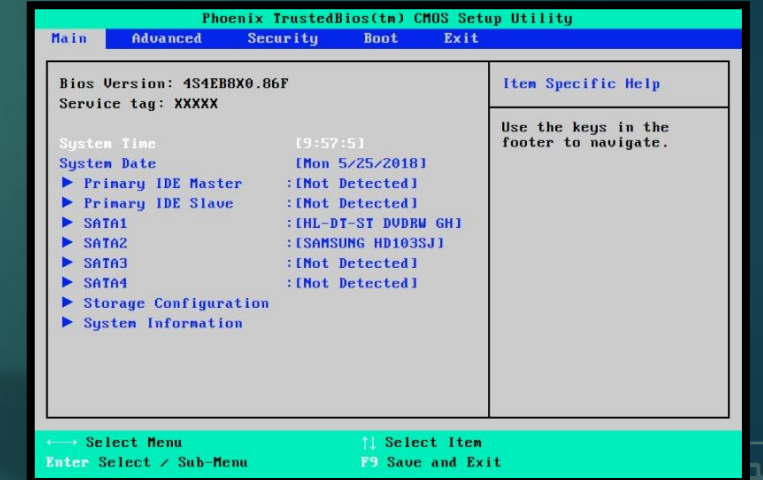 Phoenix TrustedBios(tm) CMOS Setup Utility
Main Advanced Security Boot Exit
Bios Version: 4S4EB8X0.86F
Service tag: XXXXX
System Time [9:57:5]
System Date [Mon 5/25/2018]
▶ Primary IDE Master :[Not Detected]
▶ Primary IDE Slave :[Not Detected]
▶ SATA1 :[HL-DT-ST DVDRW GH]
▶ SATA2 :[SAMSUNG HD103SJ]
▶ SATA3 :[Not Detected]
▶ SATA4 :[Not Detected]
▶ Storage Configuration
▶ System Information
Item Specific Help
Use the keys in the
footer to navigate.
←→ Select Menu ↑↓ Select Item
Enter Select / Sub-Menu F9 Save and Exit